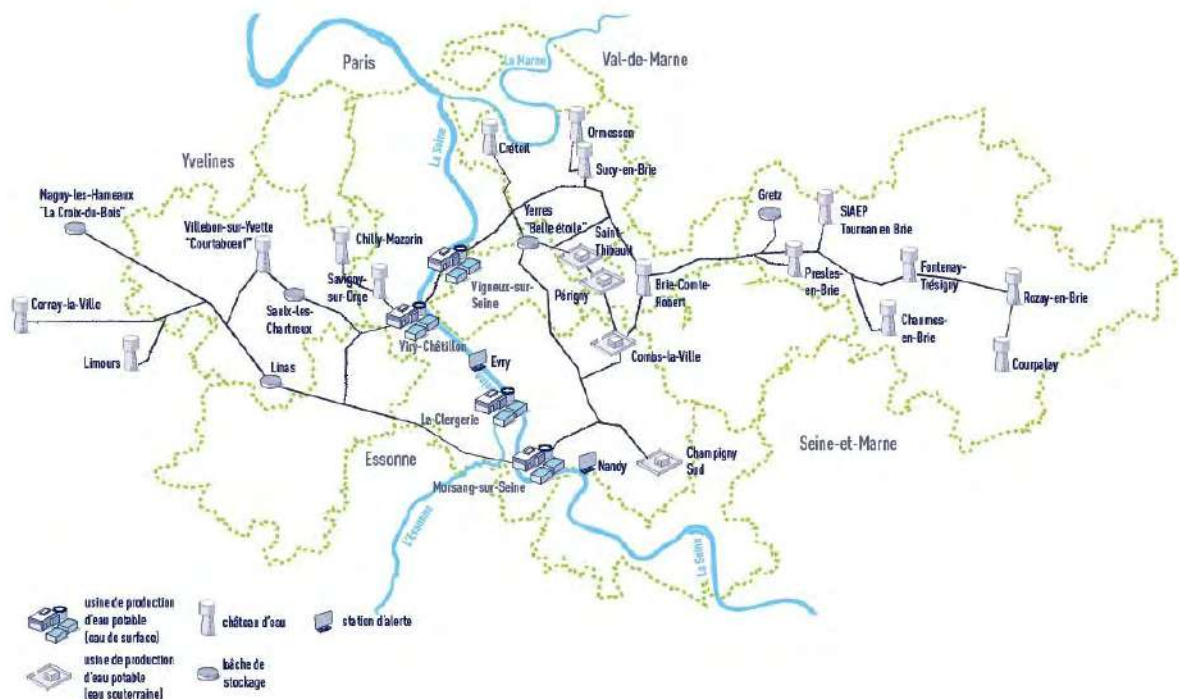 Paris
La Marne
Val-de-Marne
La Seine
Yvelines
Créteil
Ormesson
Sucy-en-Brie
Magny-les-Hameaux
"La Croix-du-Bois"
Villebon-sur-Yvette
"Courtabœuf"
Chilly-Mazarin
Savigny-
sur-Orge
Yerres
"Belle étoile"
Saint-
Thibault
Gretz
SIAEP
Tournan en Brie
Vigneux-sur-
Seine
Périgny
Brie-Comte-
Robert
Presles-
en-Brie
Fontenay-
Trésigny
Rozay-en-Brie
Cernay-la-Ville
Saulx-les-
Chartreux
Limours
Linas
Viry-Châtillon
Evry
Combs-la-Ville
Chaumes-
en-Brie
Courpalay
La Clergerie
Essonne
Morsang-sur-Seine
Nandy
Champigny
Sud
Seine-et-Marne
L'Essonne
La Seine
usine de production
d'eau potable
(eau de surface)
château d'eau
station d'alerte
usine de production
d'eau potable
(eau souterraine)
bâche de
stockage